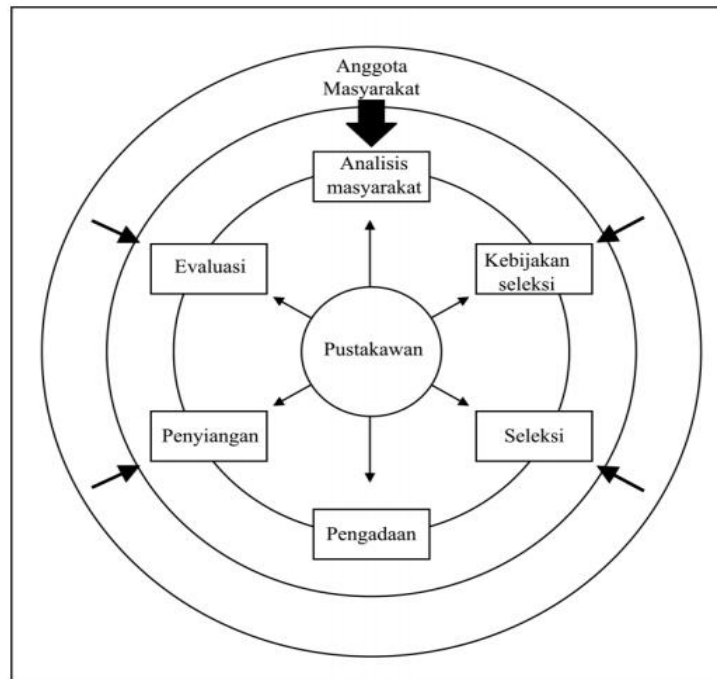 Anggota
Masyarakat
Analisis
masyarakat
Evaluasi
Kebijakan
seleksi
Pustakawan
Penyiangan
Seleksi
Pengadaan